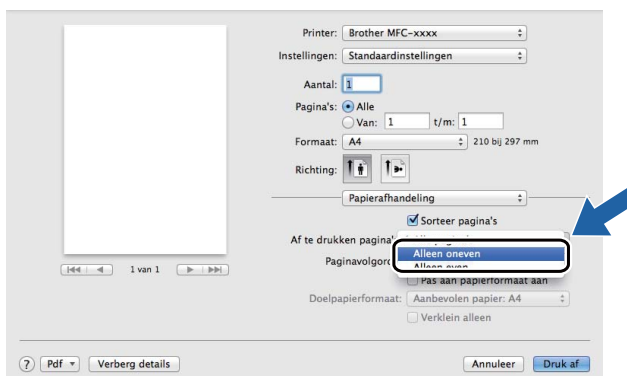 Printer: Brother MFC-xxxx
Instellingen: Standaardinstellingen
Aantal: 1
Pagina's: Alle
Van: 1 t/m: 1
Formaat: A4 210 bij 297 mm
Richting:
Papierafhandeling
Sorteer pagina's
Af te drukken pagina'
Alleen oneven
Paginavolgor
Alleen even
Pas aan papierformaat aan
Doelpapierformaat: Aanbevolen papier: A4
Verklein alleen
1 van 1
? Pdf Verberg details Annuleer Druk af